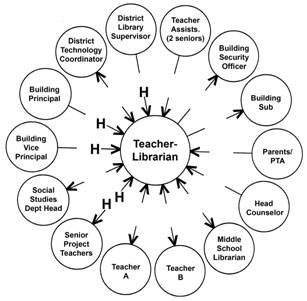 District
Library
Supervisor
Teacher
Assists.
(2 seniors)
District
Technology
Coordinator
Building
Security
Officer
Building
Principal
Building
Sub
H
H
H
Building
Vice
Principal
Teacher-
Librarian
Parents/
PTA
Social
Studies
Dept Head
H
H
Head
Counselor
Senior
Project
Teachers
Teacher
A
Teacher
B
Middle
School
Librarian